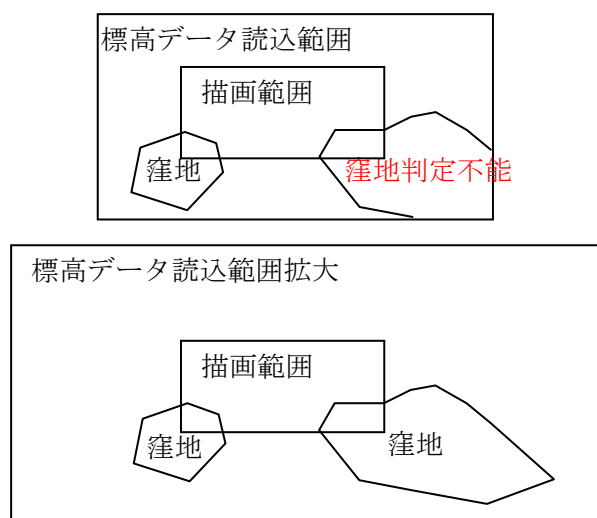 標高データ読込範囲
描画範囲
窪地
窪地判定不能
標高データ読込範囲拡大
描画範囲
窪地
窪地